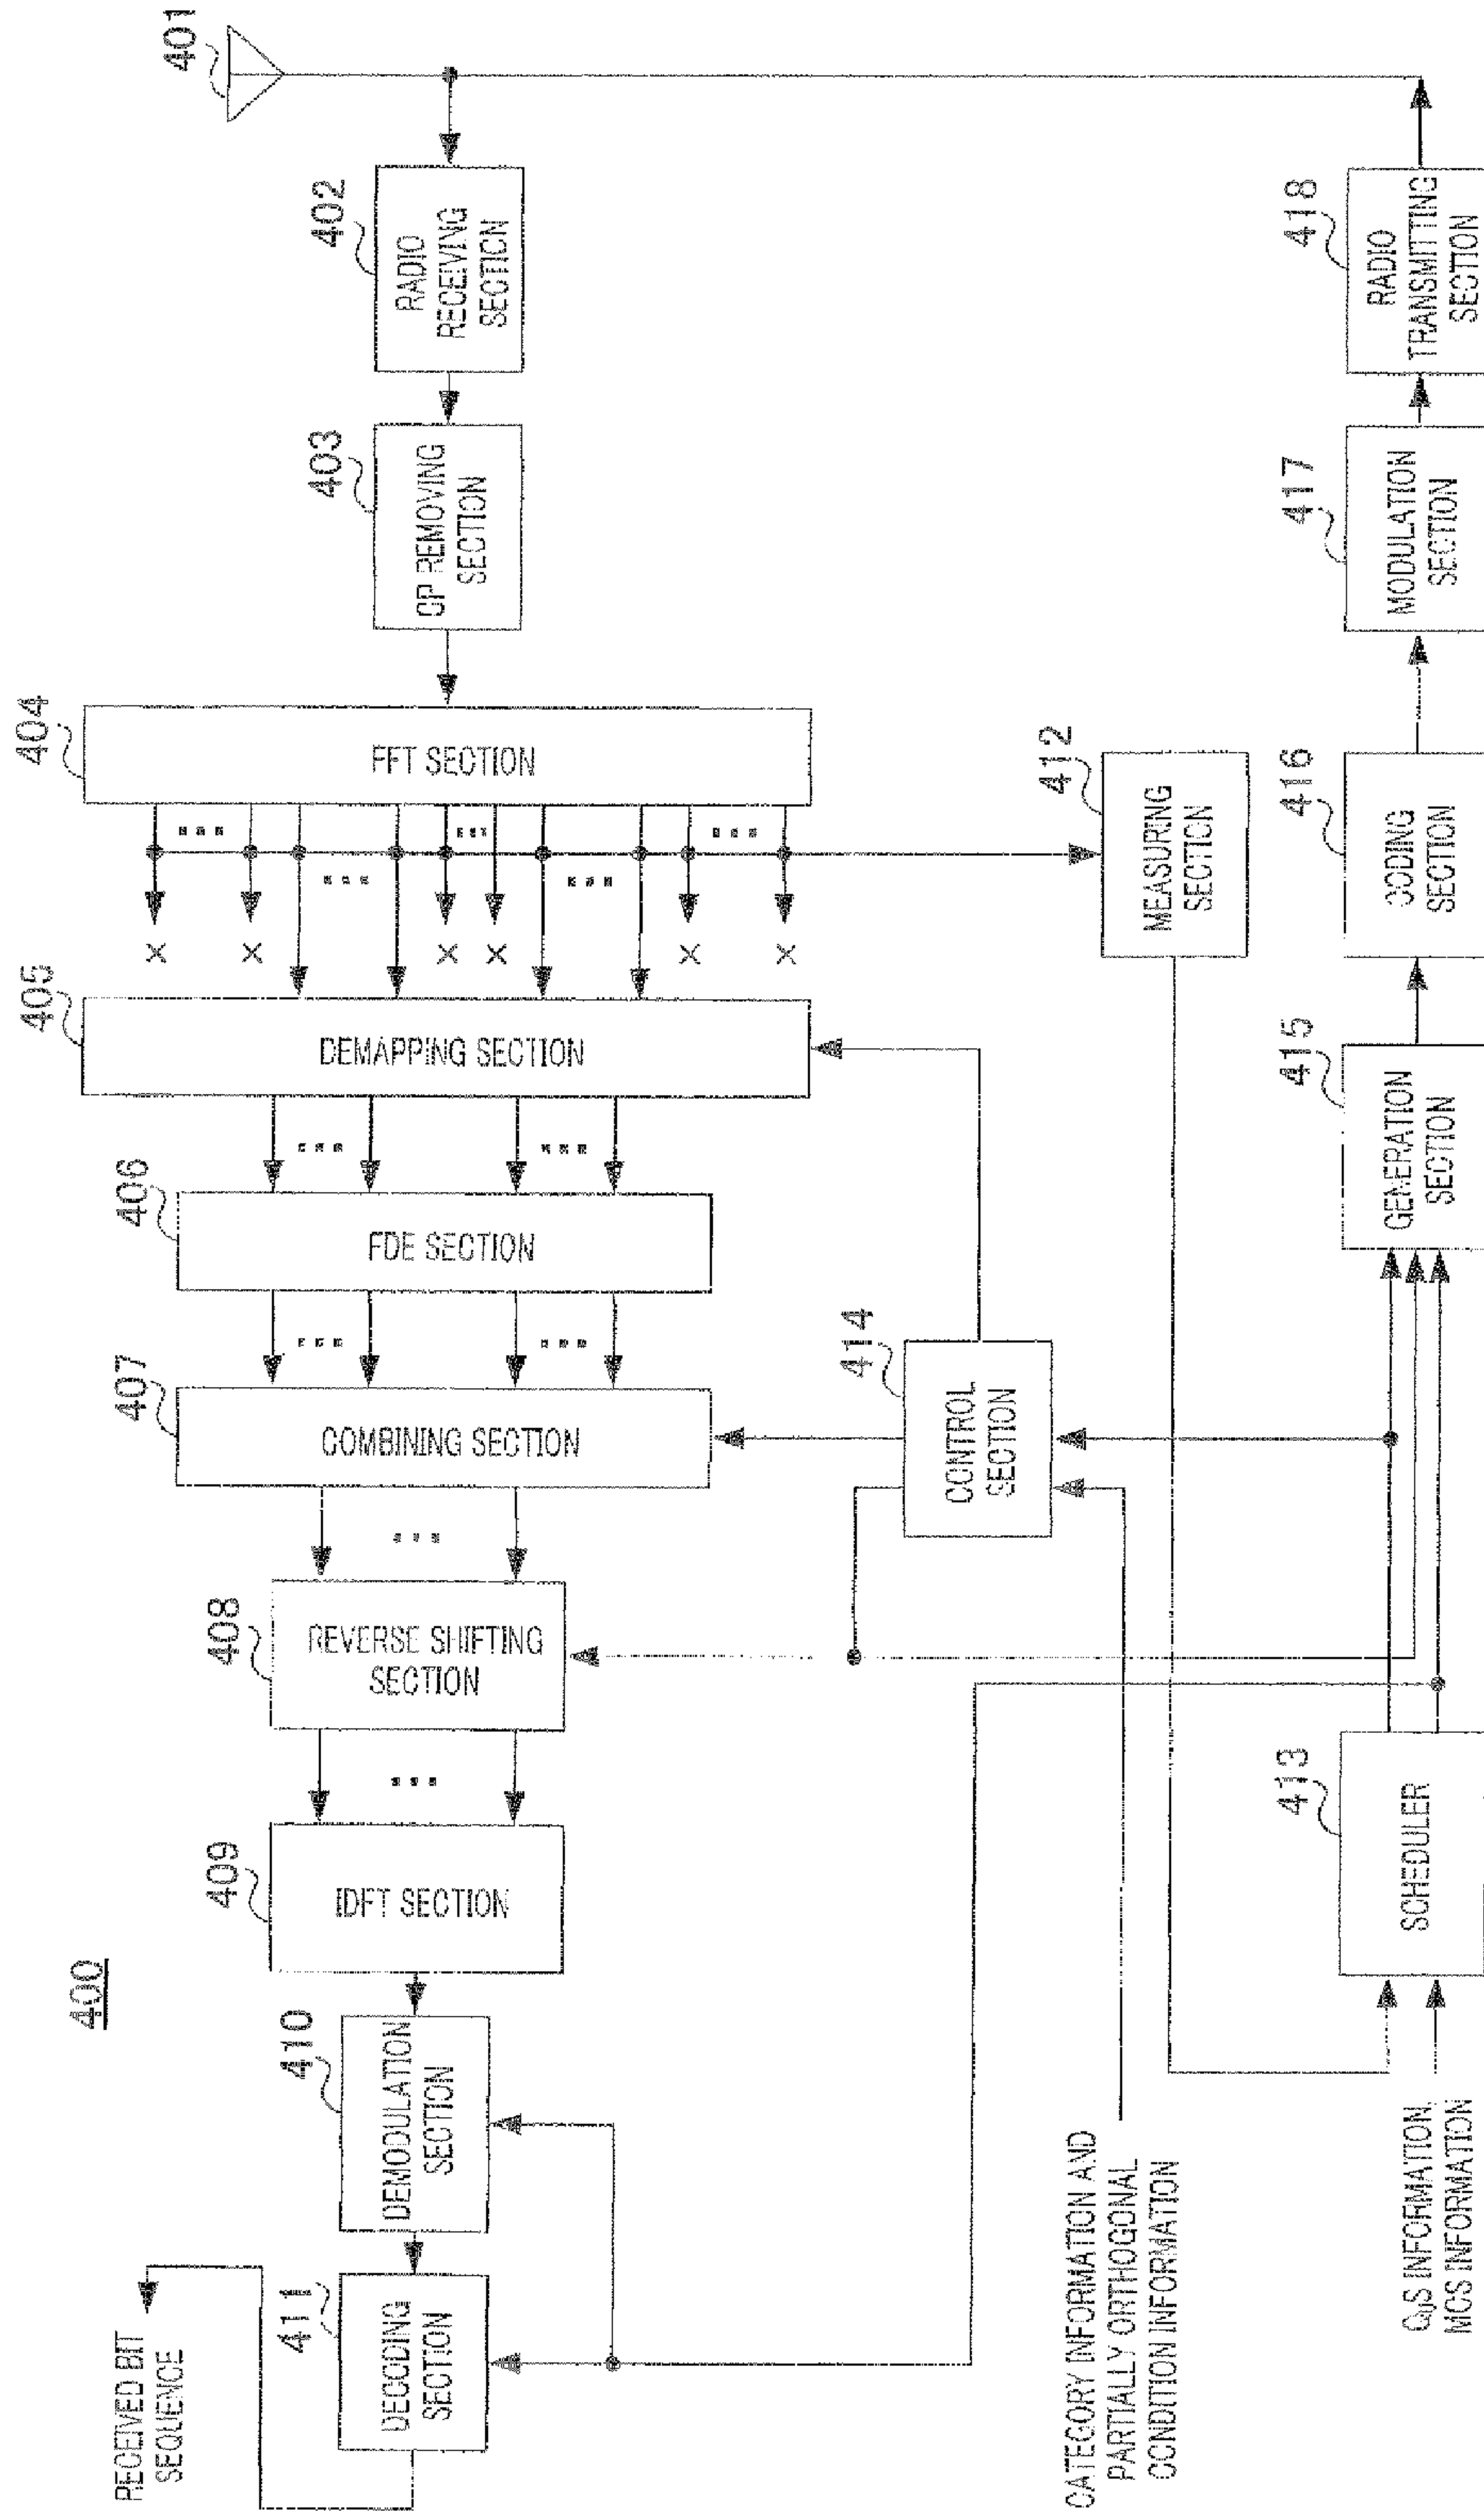 400
RECEIVED BIT
SEQUENCE
411
DECODING
SECTION
410
DEMODULATION
SECTION
409
IDFT SECTION
408
REVERSE SHIFTING
SECTION
407
COMBINING SECTION
406
FDE SECTION
405
DEMAPPING SECTION
X
X
X
X
X
X
404
FFT SECTION
403
CP REMOVING
SECTION
402
RADIO
RECEIVING
SECTION
401
CATEGORY INFORMATION AND
PARTIALLY ORTHOGONAL
CONDITION INFORMATION
414
CONTROL
SECTION
412
MEASURING
SECTION
QoS INFORMATION,
MCS INFORMATION
413
SCHEDULER
415
GENERATION
SECTION
416
CODING
SECTION
417
MODULATION
SECTION
418
RADIO
TRANSMITTING
SECTION